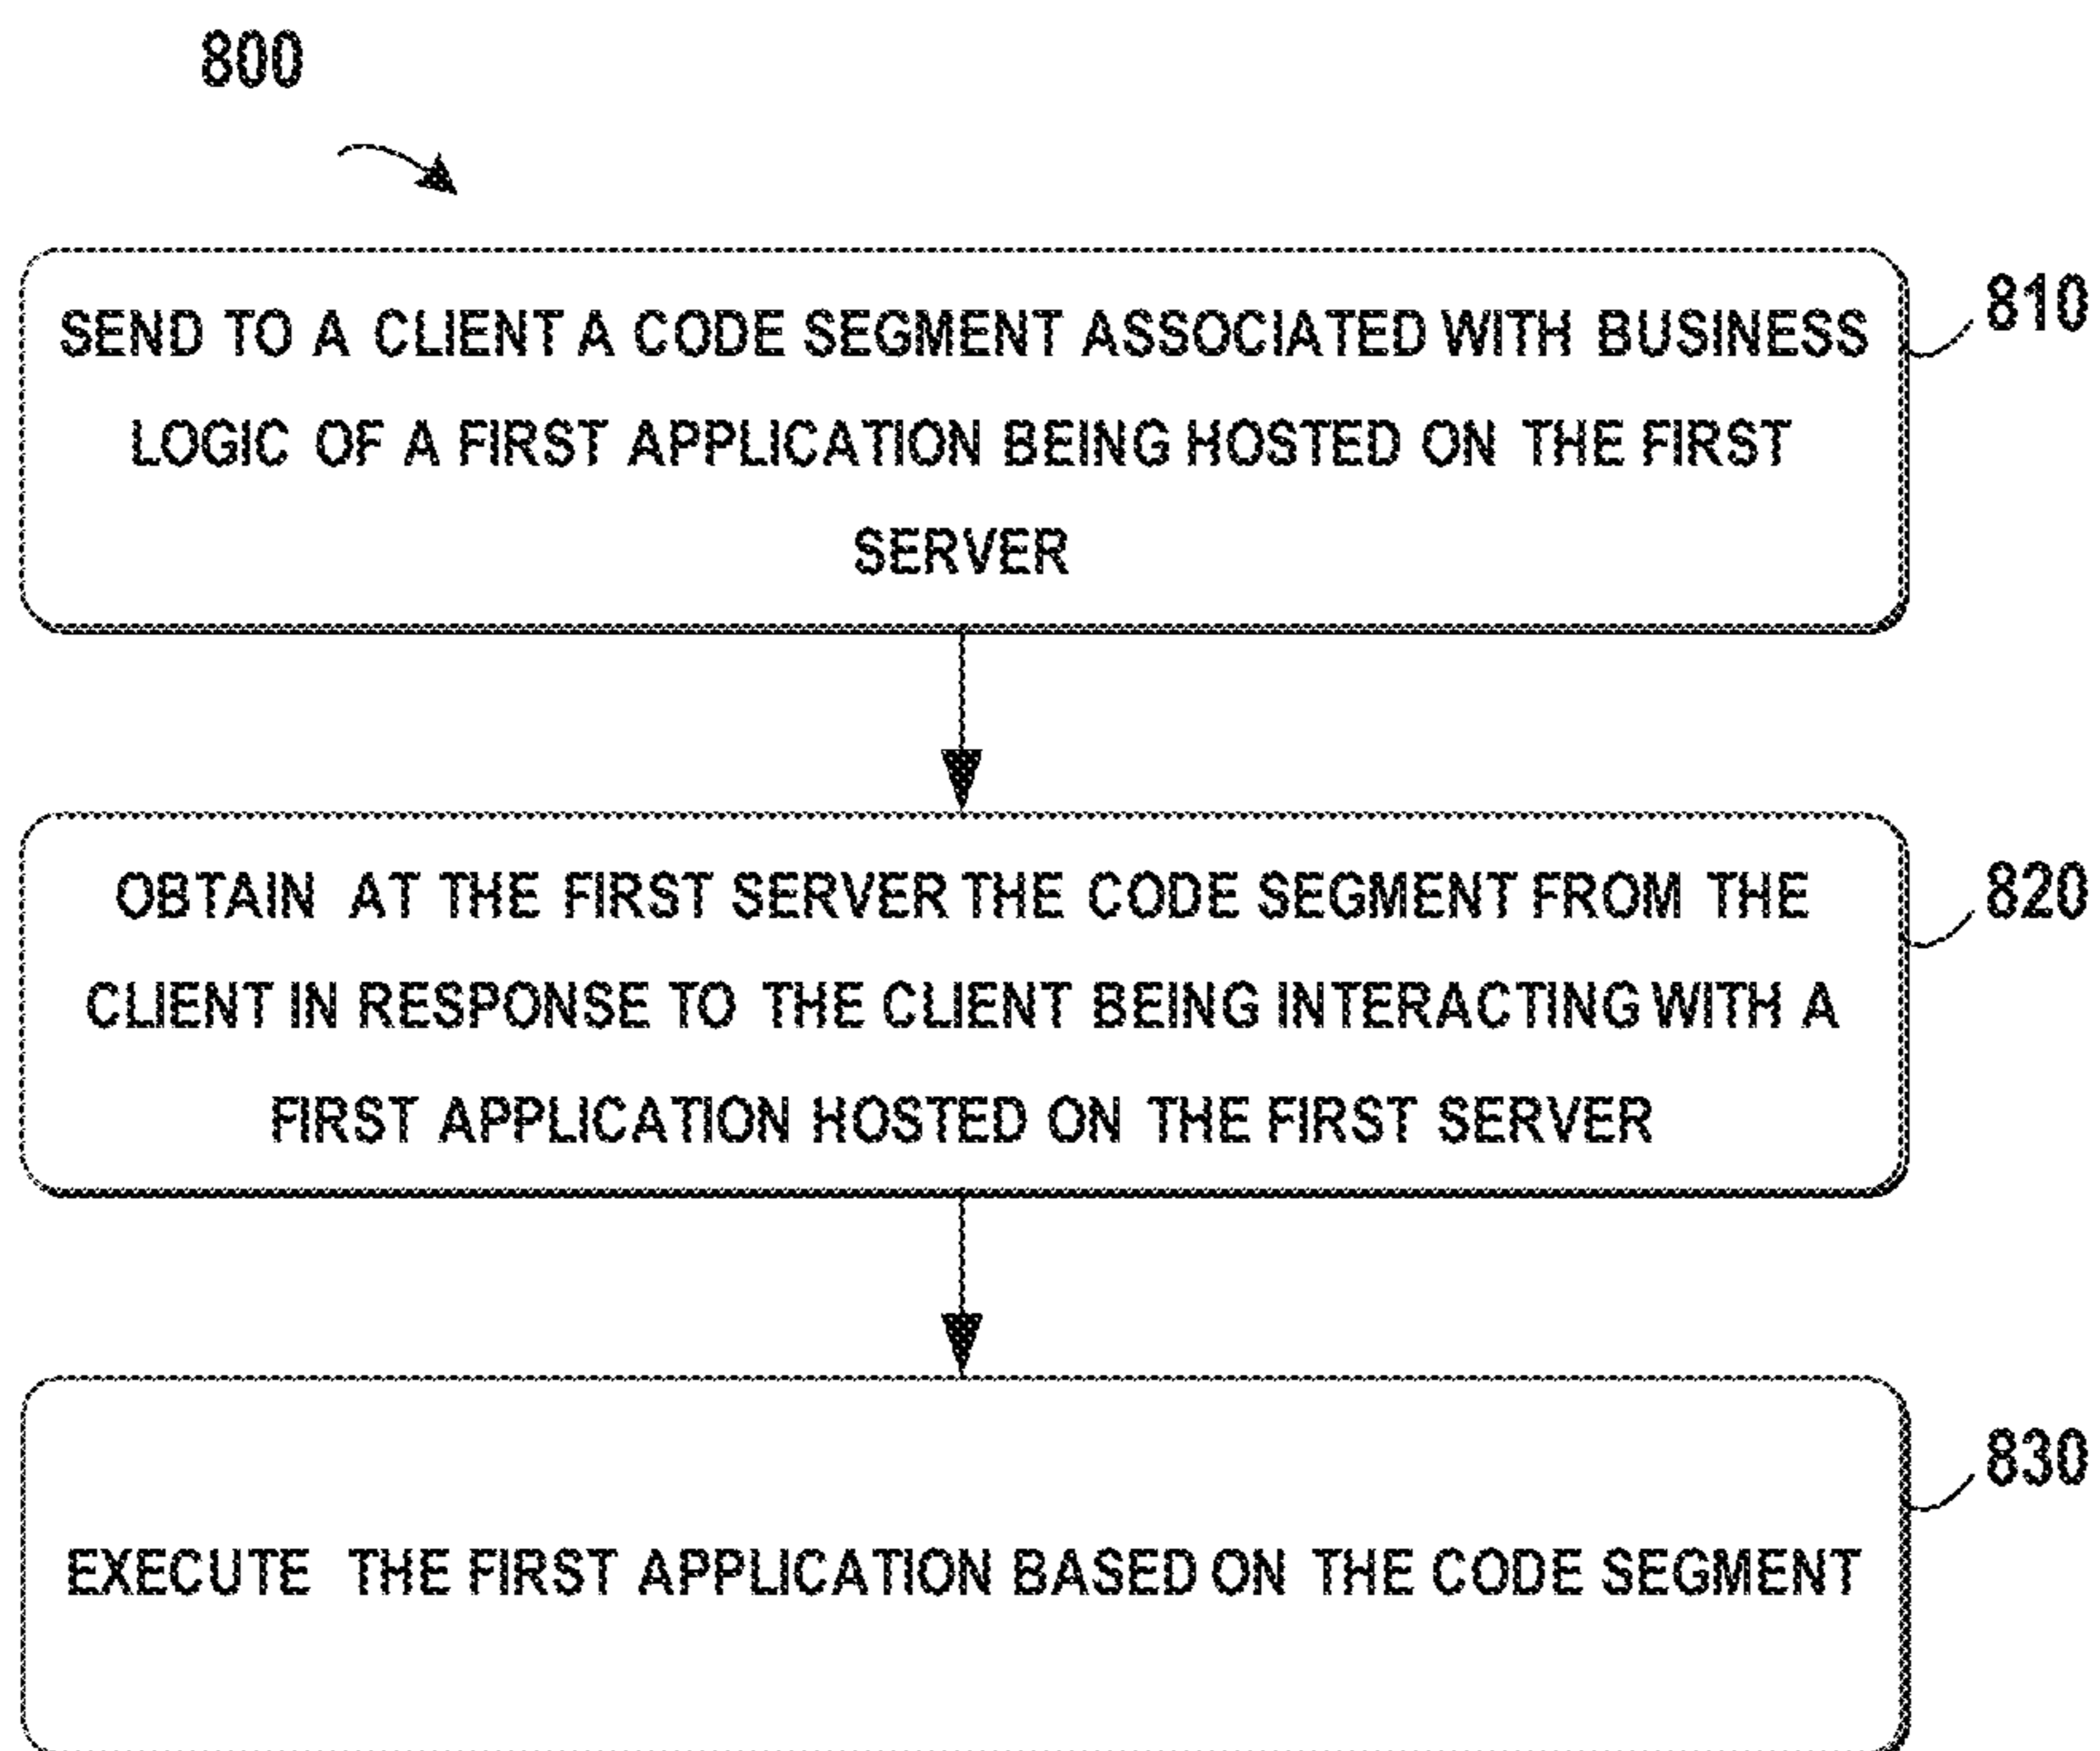 800
SEND TO A CLIENT A CODE SEGMENT ASSOCIATED WITH BUSINESS
LOGIC OF A FIRST APPLICATION BEING HOSTED ON THE FIRST
SERVER
810
OBTAIN AT THE FIRST SERVER THE CODE SEGMENT FROM THE
CLIENT IN RESPONSE TO THE CLIENT BEING INTERACTING WITH A
FIRST APPLICATION HOSTED ON THE FIRST SERVER
820
EXECUTE THE FIRST APPLICATION BASED ON THE CODE SEGMENT
830